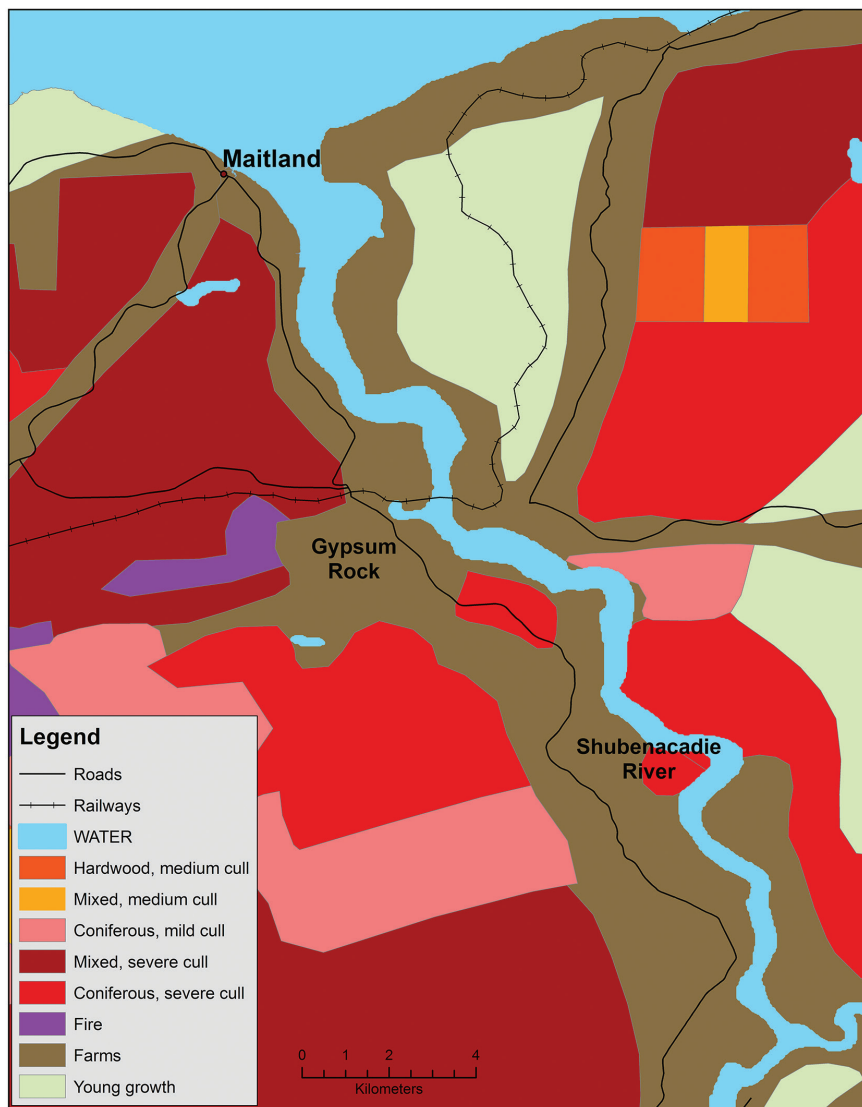 Maitland
Gypsum
Rock
Shubenacadie
River
Legend
Roads
Railways
WATER
Hardwood, medium cull
Mixed, medium cull
Coniferous, mild cull
Mixed, severe cull
Coniferous, severe cull
Fire
Farms
Young growth
0 1 2 4
Kilometers